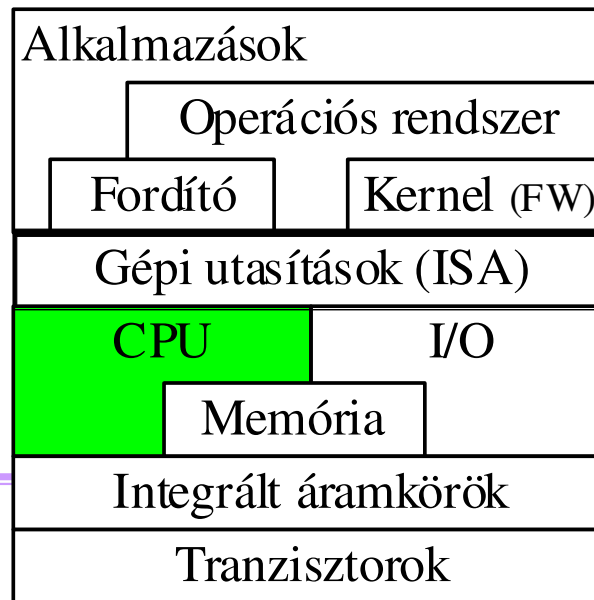 Alkalmazások
Operációs rendszer
Fordító
Kernel (FW)
Gépi utasítások (ISA)
CPU
I/O
Memória
Integrált áramkörök
Tranzisztorok